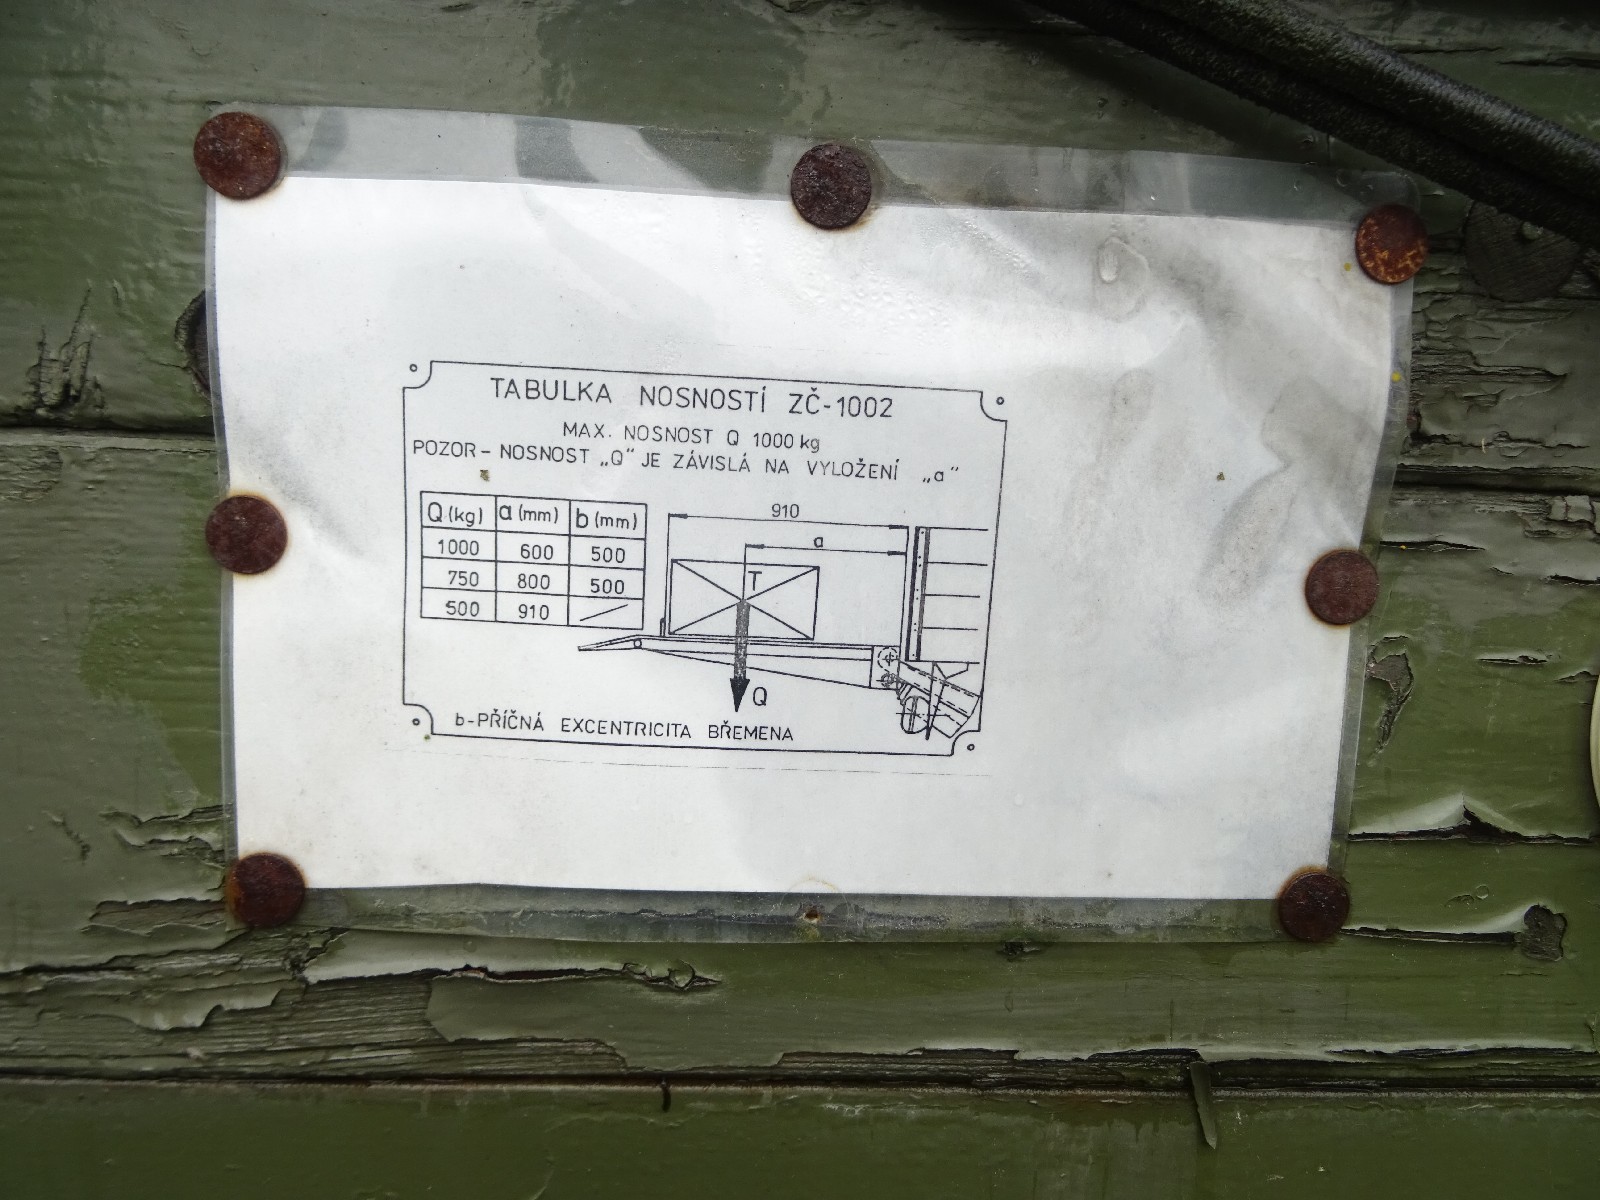 TABULKA NOSNOSTÍ ZČ-1002
MAX. NOSNOST Q 1000 kg
POZOR - NOSNOST „Q" JE ZÁVISLÁ NA VYLOŽENÍ „a"
Q (kg) a (mm) b (mm)
1000 600 500
750 800 500
500 910
910
a
T
Q
b-PŘÍČNÁ EXCENTRICITA BŘEMENA